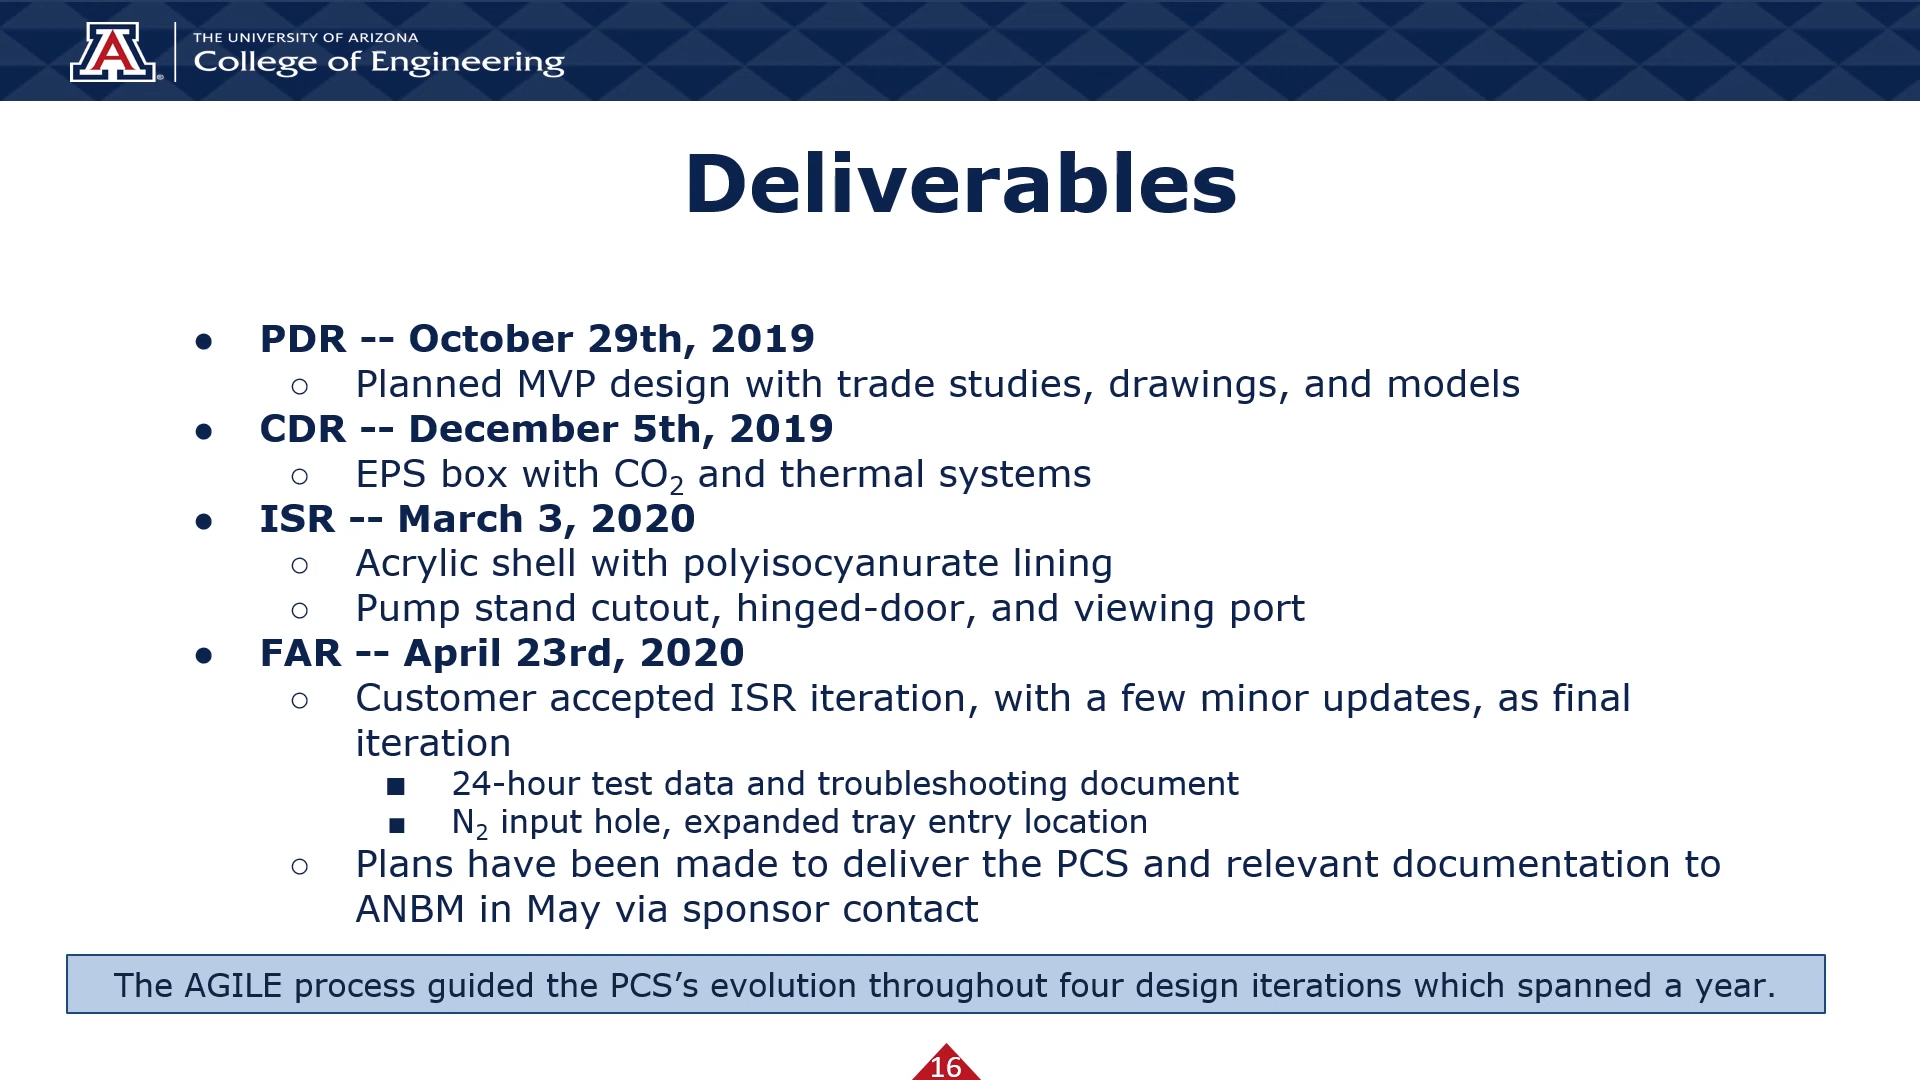 THE UNIVERSITY OF ARIZONA
College of Engineering
Deliverables
● PDR -- October 29th, 2019
○ Planned MVP design with trade studies, drawings, and models
● CDR -- December 5th, 2019
○ EPS box with CO₂ and thermal systems
● ISR -- March 3, 2020
○ Acrylic shell with polyisocyanurate lining
○ Pump stand cutout, hinged-door, and viewing port
● FAR -- April 23rd, 2020
○ Customer accepted ISR iteration, with a few minor updates, as final
iteration
■ 24-hour test data and troubleshooting document
■ N₂ input hole, expanded tray entry location
○ Plans have been made to deliver the PCS and relevant documentation to
ANBM in May via sponsor contact
The AGILE process guided the PCS’s evolution throughout four design iterations which spanned a year.
16